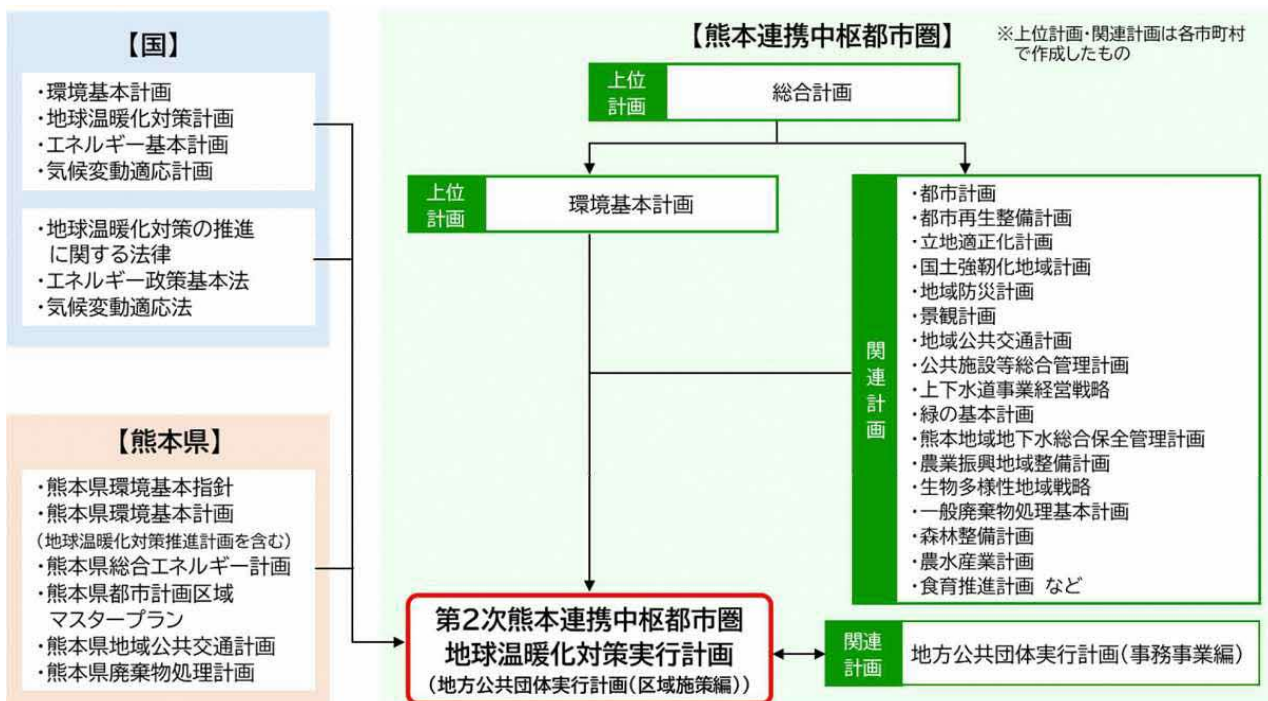 【国】
・環境基本計画
・地球温暖化対策計画
・エネルギー基本計画
・気候変動適応計画
・地球温暖化対策の推進
に関する法律
・エネルギー政策基本法
・気候変動適応法
【熊本県】
・熊本県環境基本指針
・熊本県環境基本計画
（地球温暖化対策推進計画を含む）
・熊本県総合エネルギー計画
・熊本県都市計画区域
マスタープラン
・熊本県地域公共交通計画
・熊本県廃棄物処理計画
【熊本連携中枢都市圏】
※上位計画・関連計画は各市町村
で作成したもの
上位
計画
総合計画
上位
計画
環境基本計画
関連計画
・都市計画
・都市再生整備計画
・立地適正化計画
・国土強靭化地域計画
・地域防災計画
・景観計画
・地域公共交通計画
・公共施設等総合管理計画
・上下水道事業経営戦略
・緑の基本計画
・熊本地域地下水総合保全管理計画
・農業振興地域整備計画
・生物多様性地域戦略
・一般廃棄物処理基本計画
・森林整備計画
・農水産業計画
・食育推進計画 など
第2次熊本連携中枢都市圏
地球温暖化対策実行計画
（地方公共団体実行計画（区域施策編））
関連
計画
地方公共団体実行計画（事務事業編）